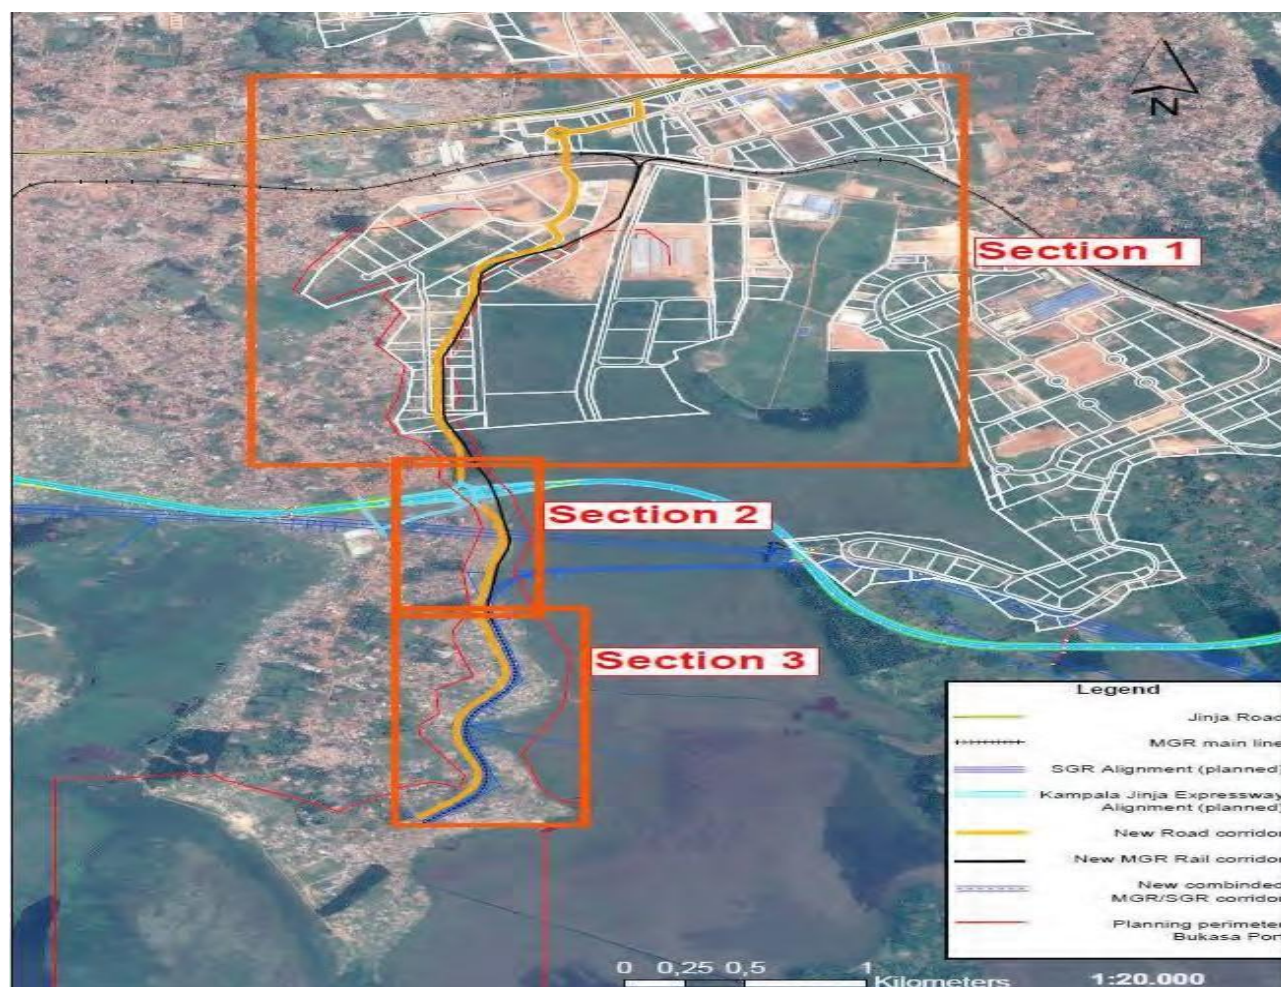 N
Section 1
Section 2
Section 3
Legend
Jinja Road
MGR main line
SGR Alignment (planned)
Kampala Jinja Expressway
Alignment (planned)
New Road corridor
New MGR Rail corridor
New combinded
MGR/SGR corridor
Planning perimeter
Bukasa Port
0 0,25 0,5 1
Kilometers
1:20.000